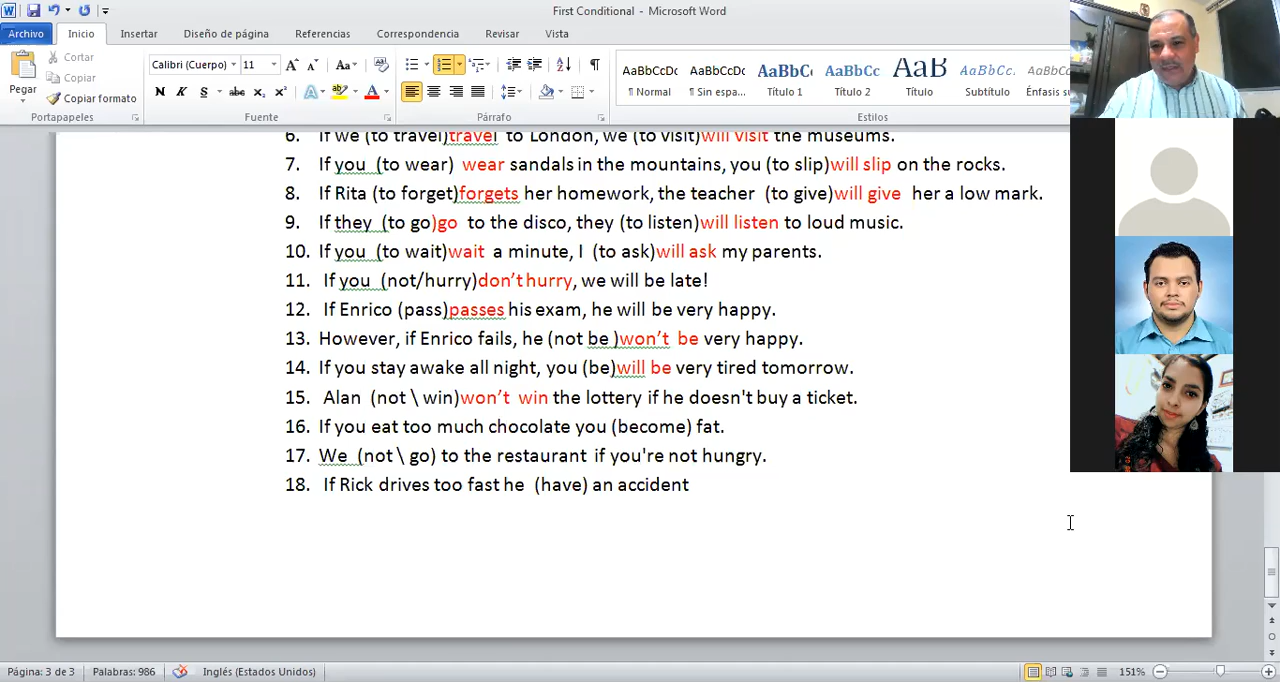 First Conditional - Microsoft Word
Archivo Inicio Insertar Diseño de página Referencias Correspondencia Revisar Vista
Pegar
Cortar
Copiar
Copiar formato
Portapapeles
Calibri (Cuerpo) 11
Fuente
Párrafo
AaBbCcDc AaBbCcDc AaBbC AaBbCc AaB AaBbCc. AaBbCc
¶ Normal ¶ Sin espa... Título 1 Título 2 Título Subtítulo Énfasis su
Estilos
6. If we (to travel)travel to London, we (to visit)will visit the museums.
7. If you (to wear) wear sandals in the mountains, you (to slip)will slip on the rocks.
8. If Rita (to forget)forgets her homework, the teacher (to give)will give her a low mark.
9. If they (to go)go to the disco, they (to listen)will listen to loud music.
10. If you (to wait)wait a minute, I (to ask)will ask my parents.
11. If you (not/hurry)don't hurry, we will be late!
12. If Enrico (pass)passes his exam, he will be very happy.
13. However, if Enrico fails, he (not be )won't be very happy.
14. If you stay awake all night, you (be)will be very tired tomorrow.
15. Alan (not \ win)won't win the lottery if he doesn't buy a ticket.
16. If you eat too much chocolate you (become) fat.
17. We (not \ go) to the restaurant if you're not hungry.
18. If Rick drives too fast he (have) an accident
Página: 3 de 3 Palabras: 986 Inglés (Estados Unidos) 151%